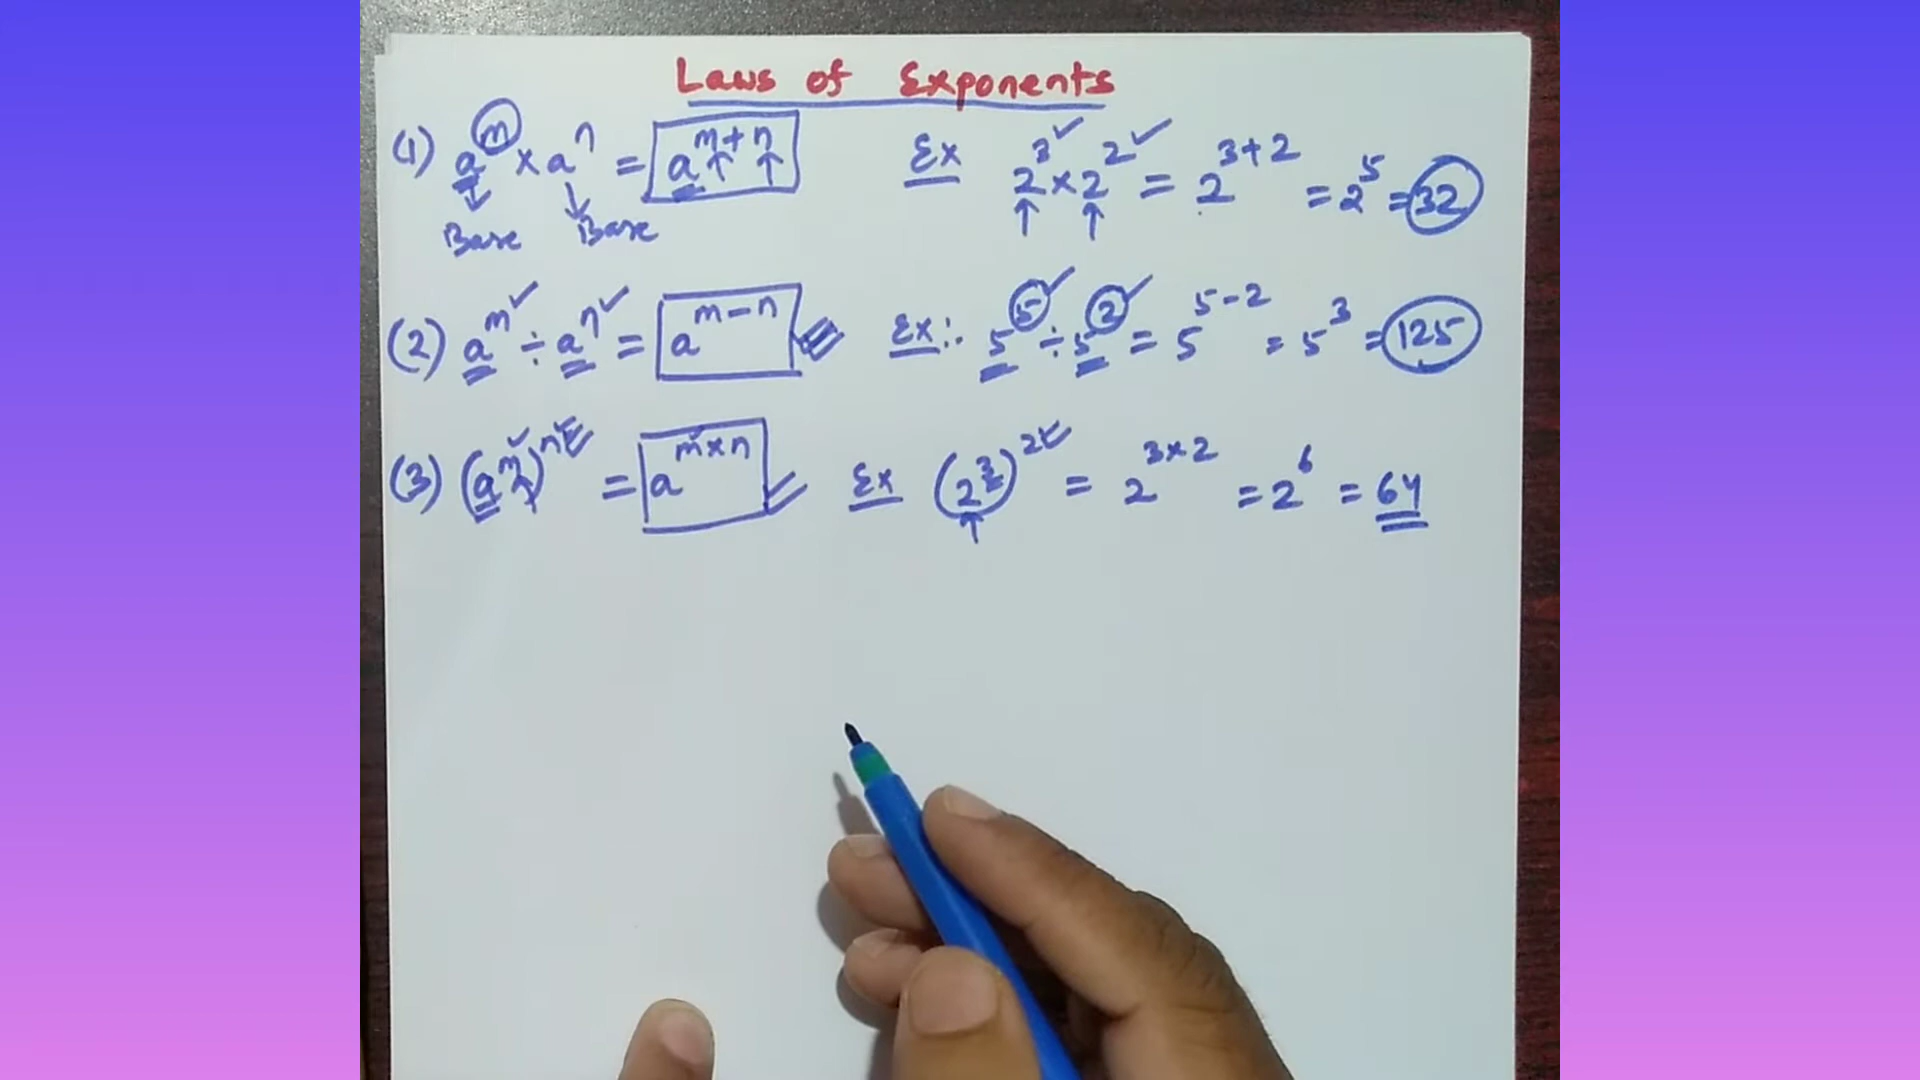 Laws of Exponents
(1) a^m × a^n = a^(m+n) Ex 2^3 × 2^2 = 2^(3+2) = 2^5 = 32
Base Base
(2) a^m ÷ a^n = a^(m-n) Ex:. 5^5 ÷ 5^2 = 5^(5-2) = 5^3 = 125
(3) (a^m)^n = a^(m×n) Ex (2^3)^2 = 2^(3×2) = 2^6 = 64